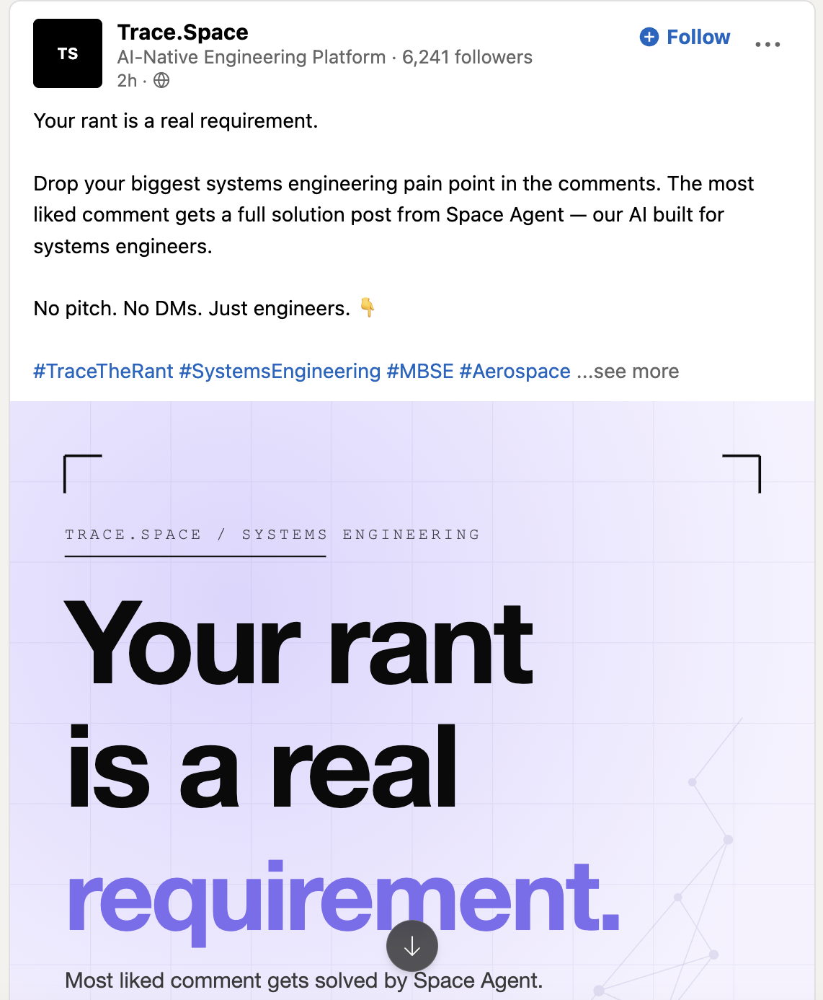 TS
Trace.Space
AI-Native Engineering Platform · 6,241 followers
2h ·
Follow
Your rant is a real requirement.
Drop your biggest systems engineering pain point in the comments. The most
liked comment gets a full solution post from Space Agent — our AI built for
systems engineers.
No pitch. No DMs. Just engineers. 👇
#TraceTheRant #SystemsEngineering #MBSE #Aerospace ...see more
TRACE.SPACE / SYSTEMS ENGINEERING
Your rant
is a real
requirement.
Most liked comment gets solved by Space Agent.